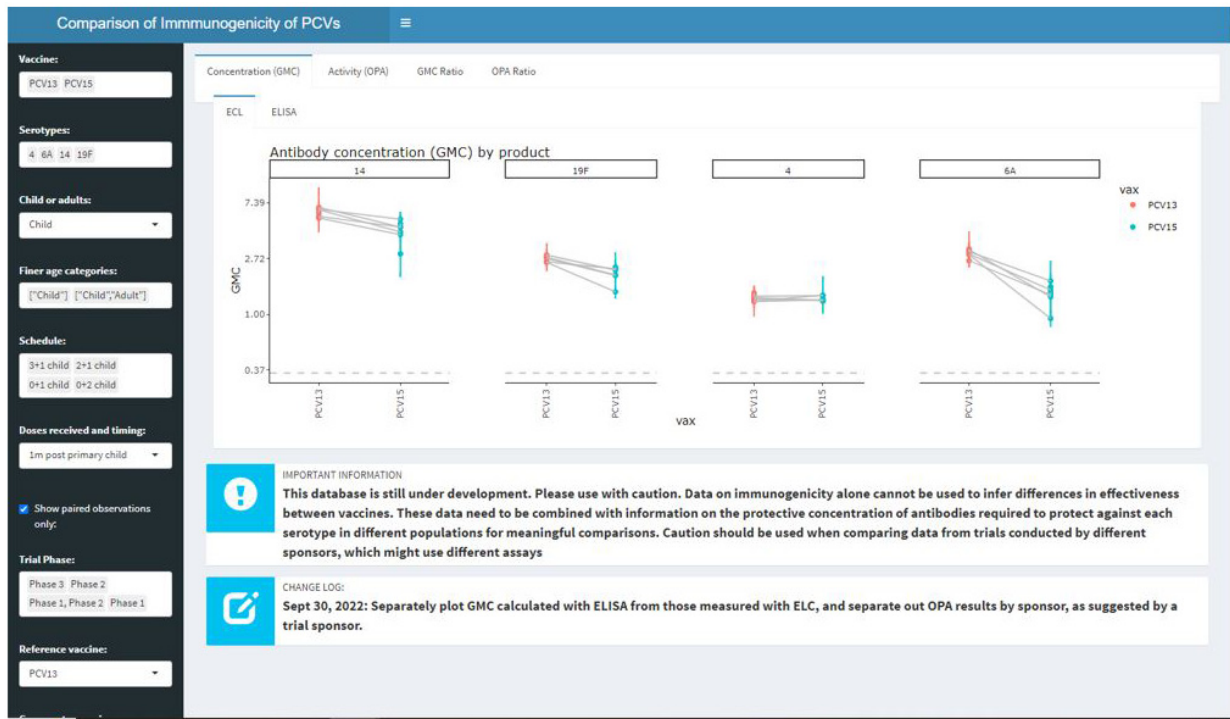 Comparison of Immmunogenicity of PCVs
Vaccine:
PCV13 PCV15
Serotypes:
4 6A 14 19F
Child or adults:
Child
Finer age categories:
["Child"] ["Child","Adult"]
Schedule:
3+1 child 2+1 child
0+1 child 0+2 child
Doses received and timing:
1m post primary child
Show paired observations
only:
Trial Phase:
Phase 3 Phase 2
Phase 1, Phase 2 Phase 1
Reference vaccine:
PCV13
Concentration (GMC) Activity (OPA) GMC Ratio OPA Ratio
ECL ELISA
Antibody concentration (GMC) by product
14 19F 4 6A
7.39
2.72
1.00
0.37
GMC
PCV13 PCV15 PCV13 PCV15 PCV13 PCV15 PCV13 PCV15
vax
vax
PCV13
PCV15
IMPORTANT INFORMATION
This database is still under development. Please use with caution. Data on immunogenicity alone cannot be used to infer differences in effectiveness
between vaccines. These data need to be combined with information on the protective concentration of antibodies required to protect against each
serotype in different populations for meaningful comparisons. Caution should be used when comparing data from trials conducted by different
sponsors, which might use different assays
CHANGE LOG:
Sept 30, 2022: Separately plot GMC calculated with ELISA from those measured with ELC, and separate out OPA results by sponsor, as suggested by a
trial sponsor.